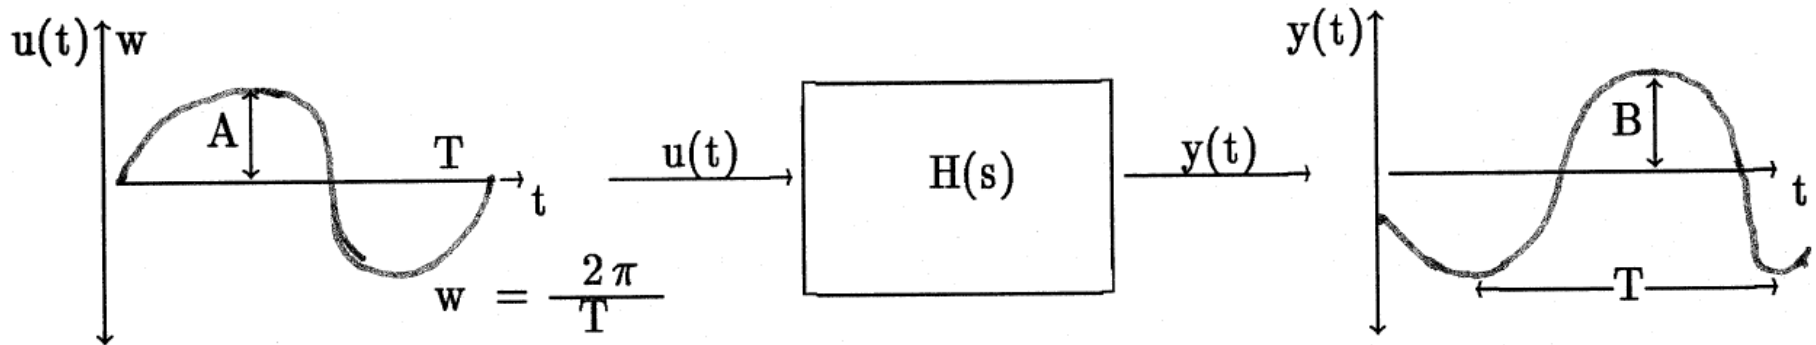 u(t) w
A
T
t
w = 2π
T
u(t)
H(s)
y(t)
y(t)
B
t
T